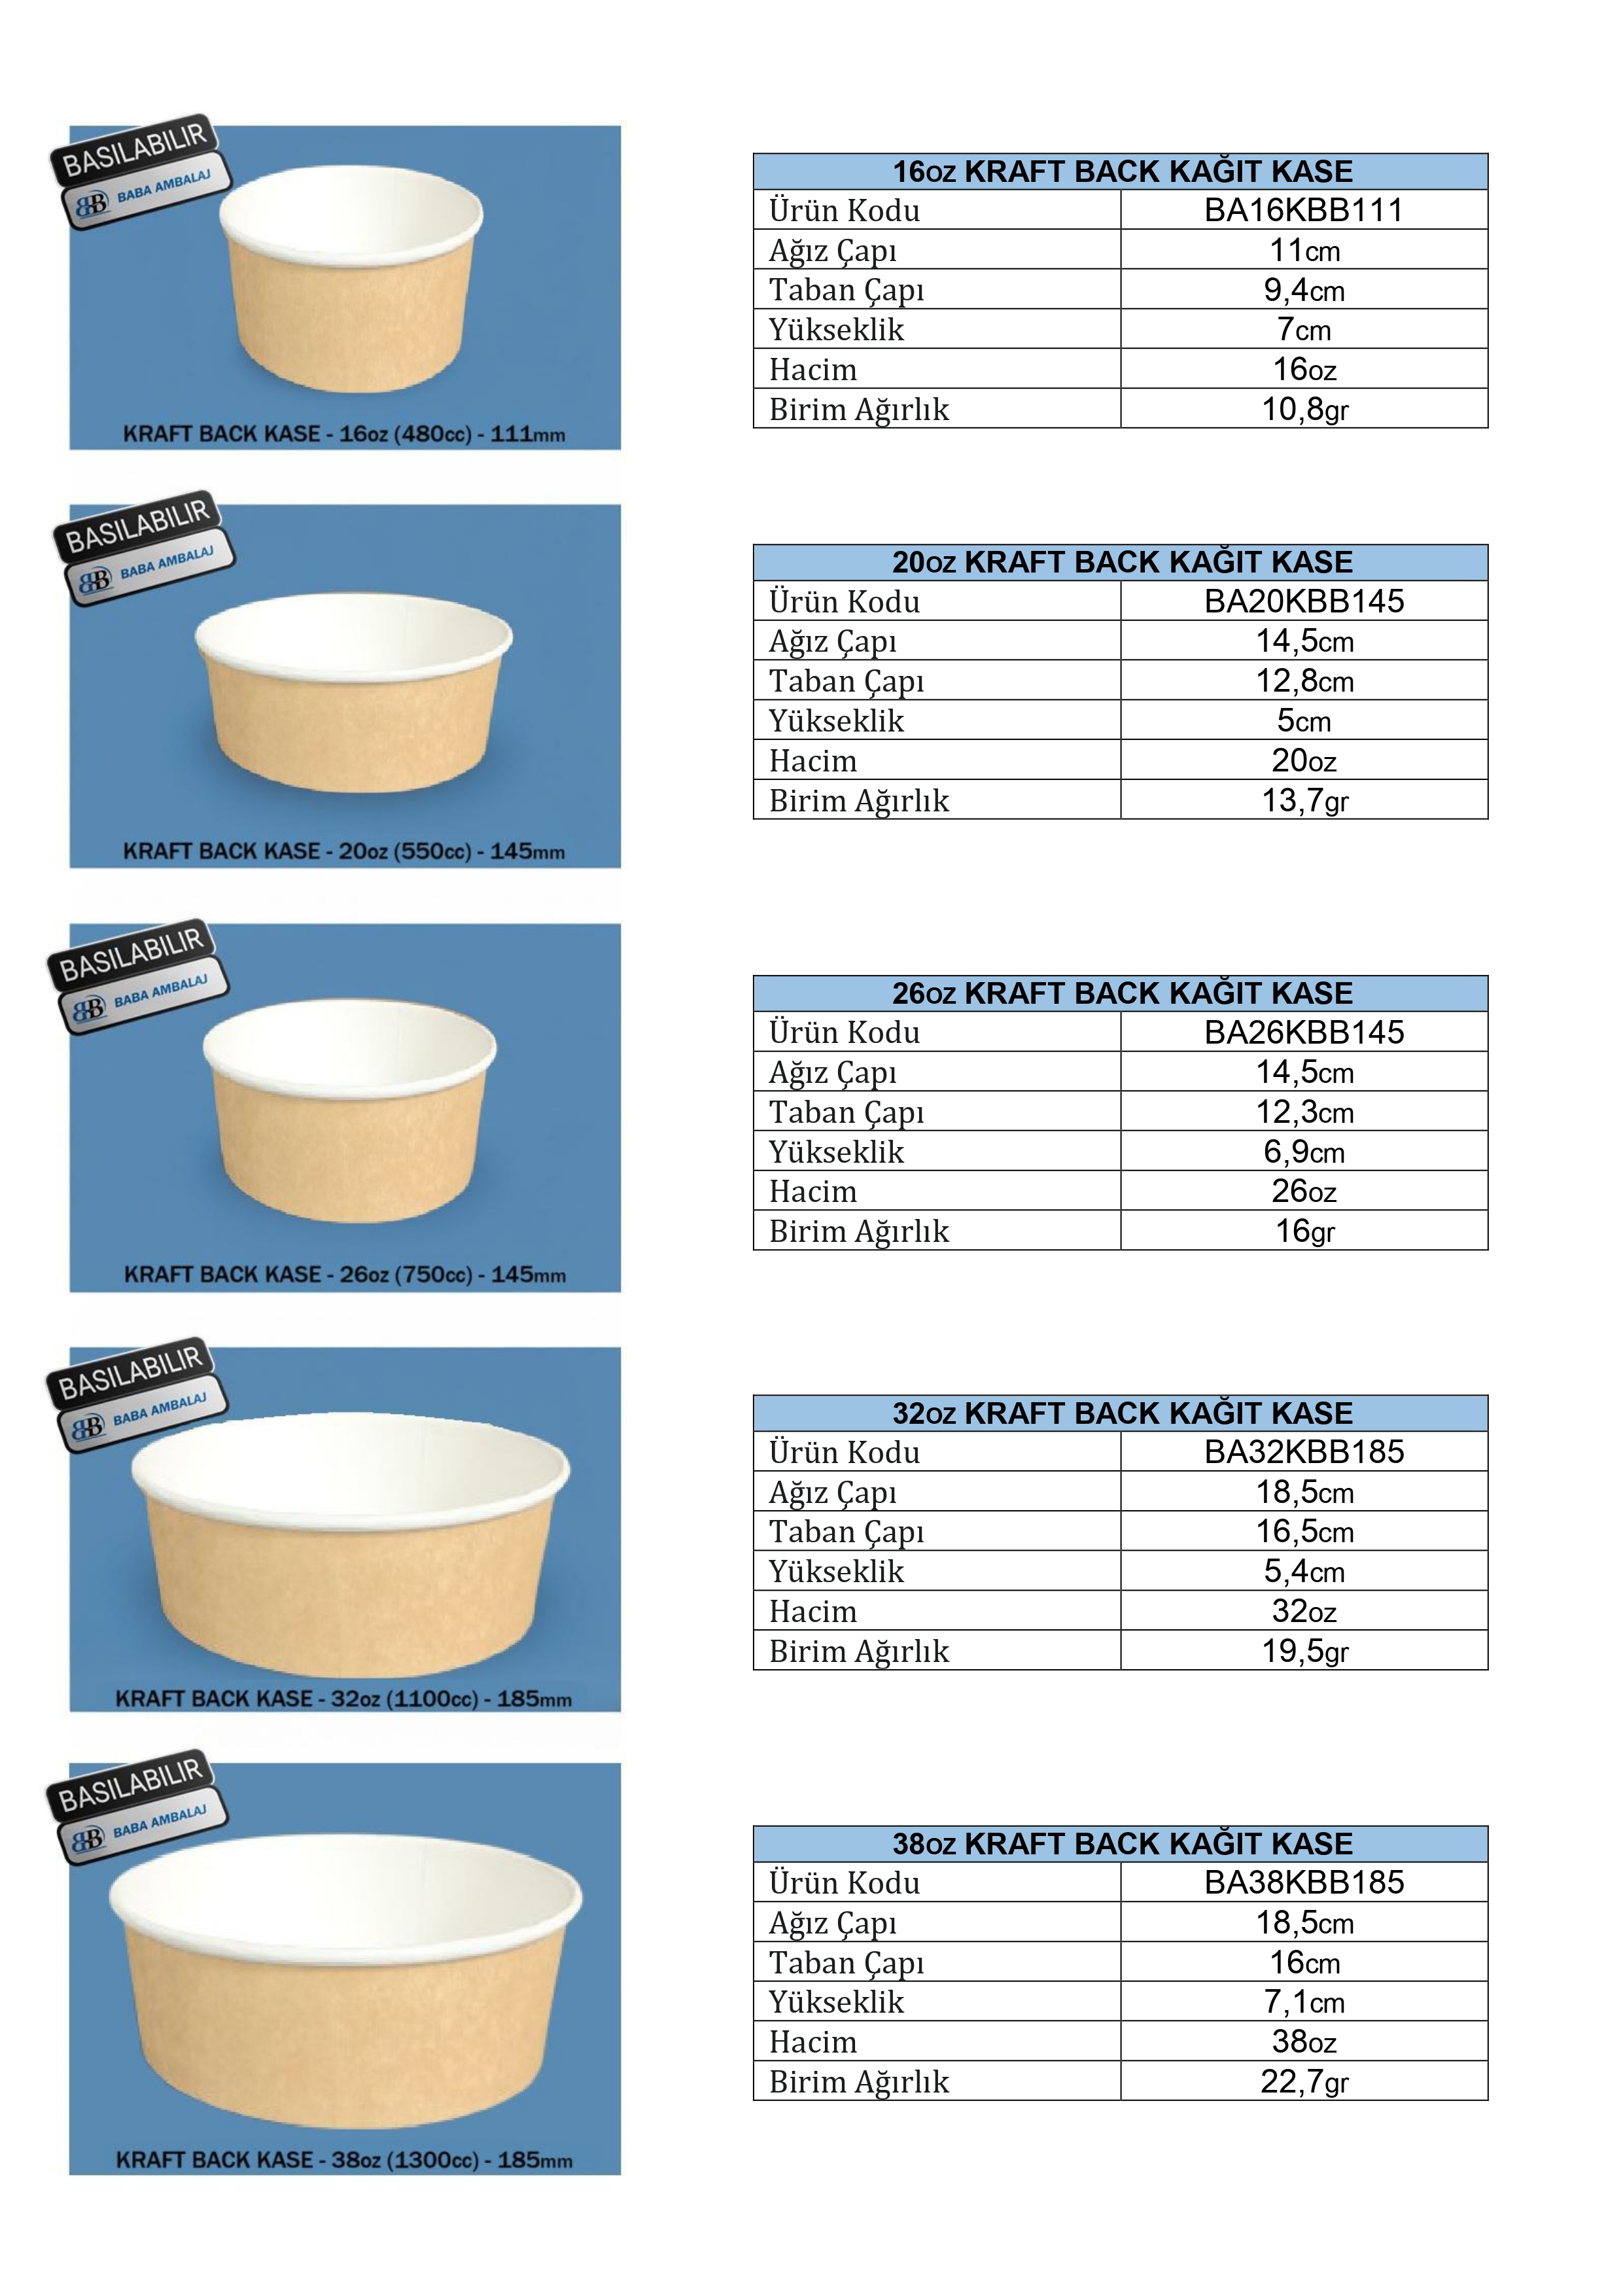 BASILABILIR
BABA AMBALAJ
KRAFT BACK KASE - 16oz (480cc) - 111mm
16OZ KRAFT BACK KAĞIT KASE
Ürün Kodu BA16KBB111
Ağız Çapı 11cm
Taban Çapı 9,4cm
Yükseklik 7cm
Hacim 16oz
Birim Ağırlık 10,8gr
BASILABILIR
BABA AMBALAJ
KRAFT BACK KASE - 20oz (550cc) - 145mm
20OZ KRAFT BACK KAĞIT KASE
Ürün Kodu BA20KBB145
Ağız Çapı 14,5cm
Taban Çapı 12,8cm
Yükseklik 5cm
Hacim 20oz
Birim Ağırlık 13,7gr
BASILABILIR
BABA AMBALAJ
KRAFT BACK KASE - 26oz (750cc) - 145mm
26OZ KRAFT BACK KAĞIT KASE
Ürün Kodu BA26KBB145
Ağız Çapı 14,5cm
Taban Çapı 12,3cm
Yükseklik 6,9cm
Hacim 26oz
Birim Ağırlık 16gr
BASILABILIR
BABA AMBALAJ
KRAFT BACK KASE - 32oz (1100cc) - 185mm
32OZ KRAFT BACK KAĞIT KASE
Ürün Kodu BA32KBB185
Ağız Çapı 18,5cm
Taban Çapı 16,5cm
Yükseklik 5,4cm
Hacim 32oz
Birim Ağırlık 19,5gr
BASILABILIR
BABA AMBALAJ
KRAFT BACK KASE - 38oz (1300cc) - 185mm
38OZ KRAFT BACK KAĞIT KASE
Ürün Kodu BA38KBB185
Ağız Çapı 18,5cm
Taban Çapı 16cm
Yükseklik 7,1cm
Hacim 38oz
Birim Ağırlık 22,7gr